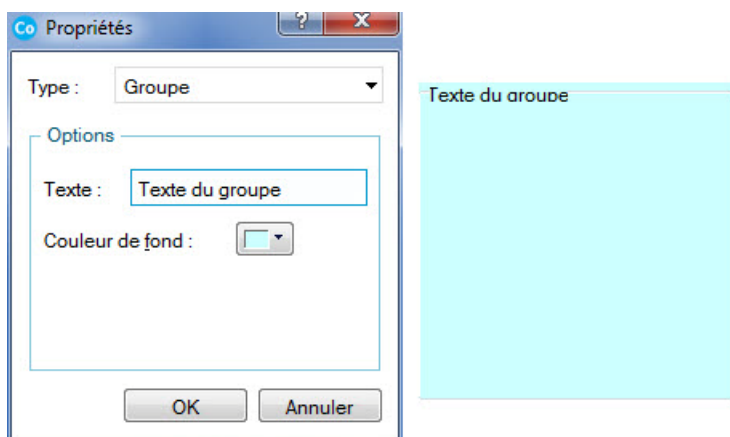 Co Propriétés
?
Type :
Groupe
Options
Texte :
Texte du groupe
Couleur de fond :
OK
Annuler
Texte du groupe